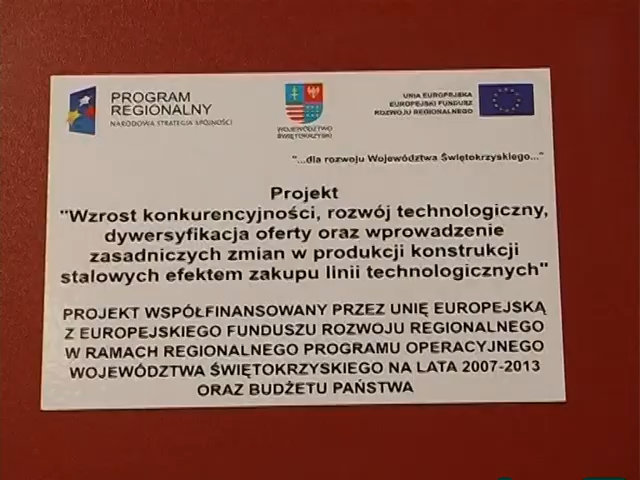 PROGRAM
REGIONALNY
NARODOWA STRATEGIA SPÓJNOŚCI
WOJEWÓDZTWO
ŚWIĘTOKRZYSKIE
UNIA EUROPEJSKA
EUROPEJSKI FUNDUSZ
ROZWOJU REGIONALNEGO
"...dla rozwoju Województwa Świętokrzyskiego..."
Projekt
"Wzrost konkurencyjności, rozwój technologiczny,
dywersyfikacja oferty oraz wprowadzenie
zasadniczych zmian w produkcji konstrukcji
stalowych efektem zakupu linii technologicznych"
PROJEKT WSPÓŁFINANSOWANY PRZEZ UNIĘ EUROPEJSKĄ
Z EUROPEJSKIEGO FUNDUSZU ROZWOJU REGIONALNEGO
W RAMACH REGIONALNEGO PROGRAMU OPERACYJNEGO
WOJEWÓDZTWA ŚWIĘTOKRZYSKIEGO NA LATA 2007-2013
ORAZ BUDŻETU PAŃSTWA